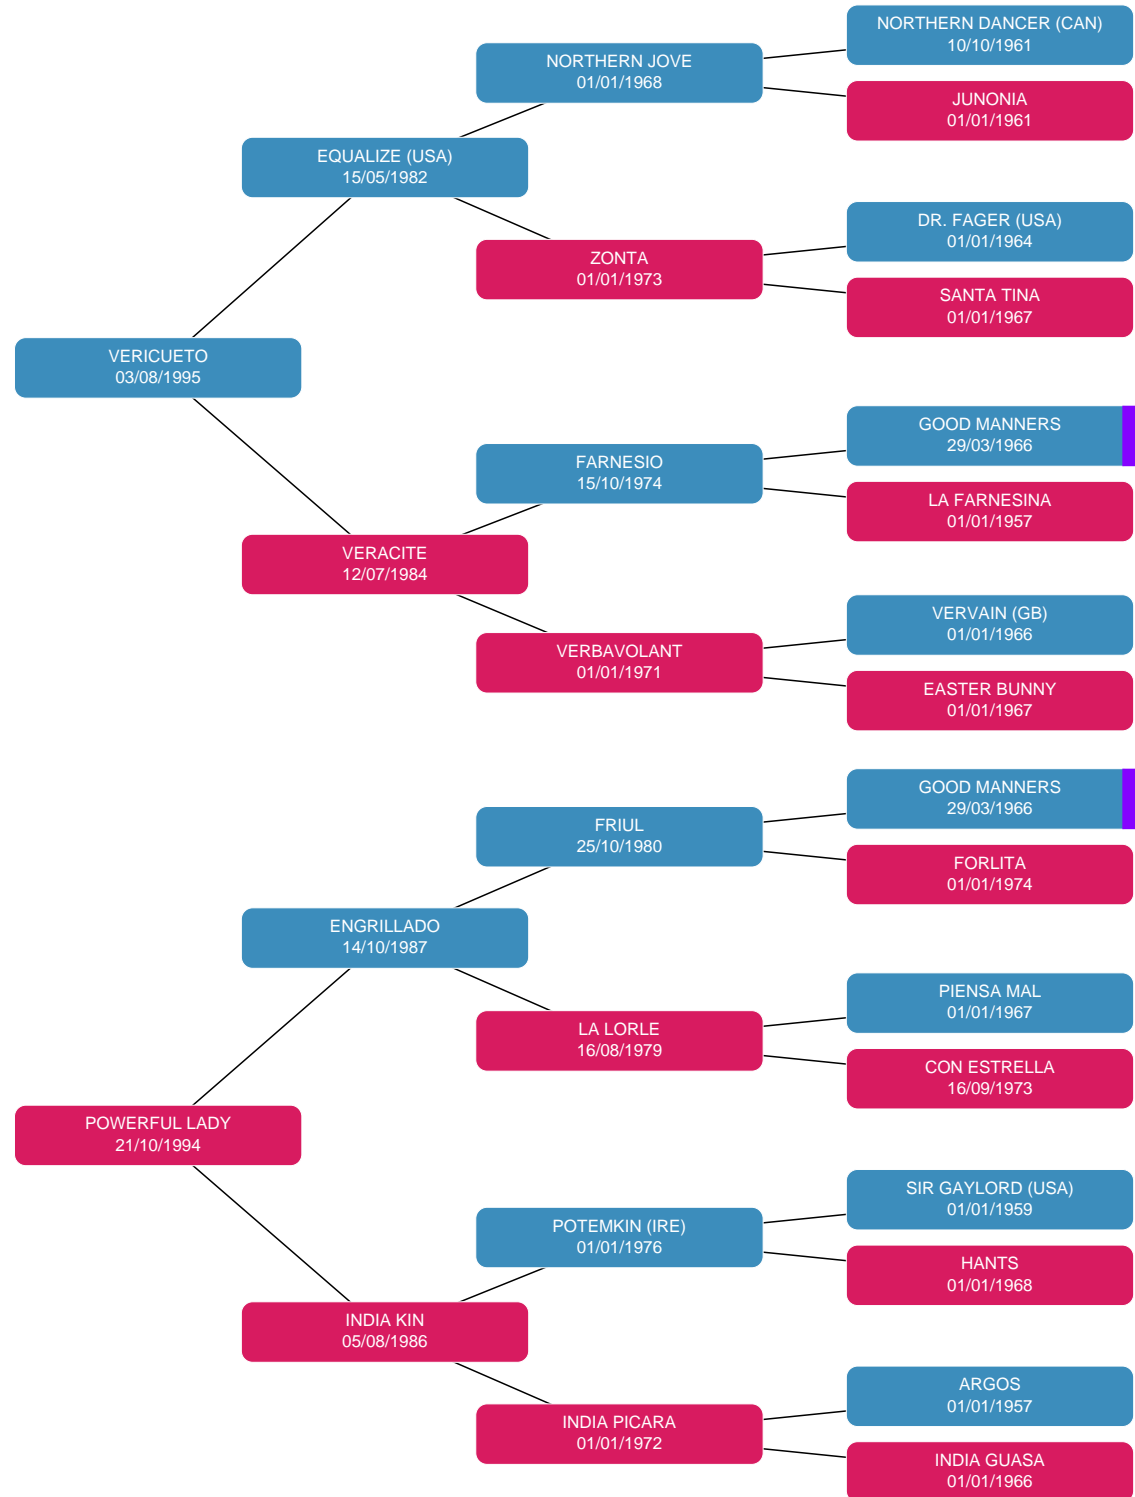 NORTHERN DANCER (CAN)
10/10/1961
NORTHERN JOVE
01/01/1968
JUNONIA
01/01/1961
EQUALIZE (USA)
15/05/1982
DR. FAGER (USA)
01/01/1964
ZONTA
01/01/1973
SANTA TINA
01/01/1967
VERICUETO
03/08/1995
GOOD MANNERS
29/03/1966
FARNESIO
15/10/1974
LA FARNESINA
01/01/1957
VERACITE
12/07/1984
VERVAIN (GB)
01/01/1966
VERBAVOLANT
01/01/1971
EASTER BUNNY
01/01/1967
GOOD MANNERS
29/03/1966
FRIUL
25/10/1980
FORLITA
01/01/1974
ENGRILLADO
14/10/1987
PIENSA MAL
01/01/1967
LA LORLE
16/08/1979
CON ESTRELLA
16/09/1973
POWERFUL LADY
21/10/1994
SIR GAYLORD (USA)
01/01/1959
POTEMKIN (IRE)
01/01/1976
HANTS
01/01/1968
INDIA KIN
05/08/1986
ARGOS
01/01/1957
INDIA PICARA
01/01/1972
INDIA GUASA
01/01/1966